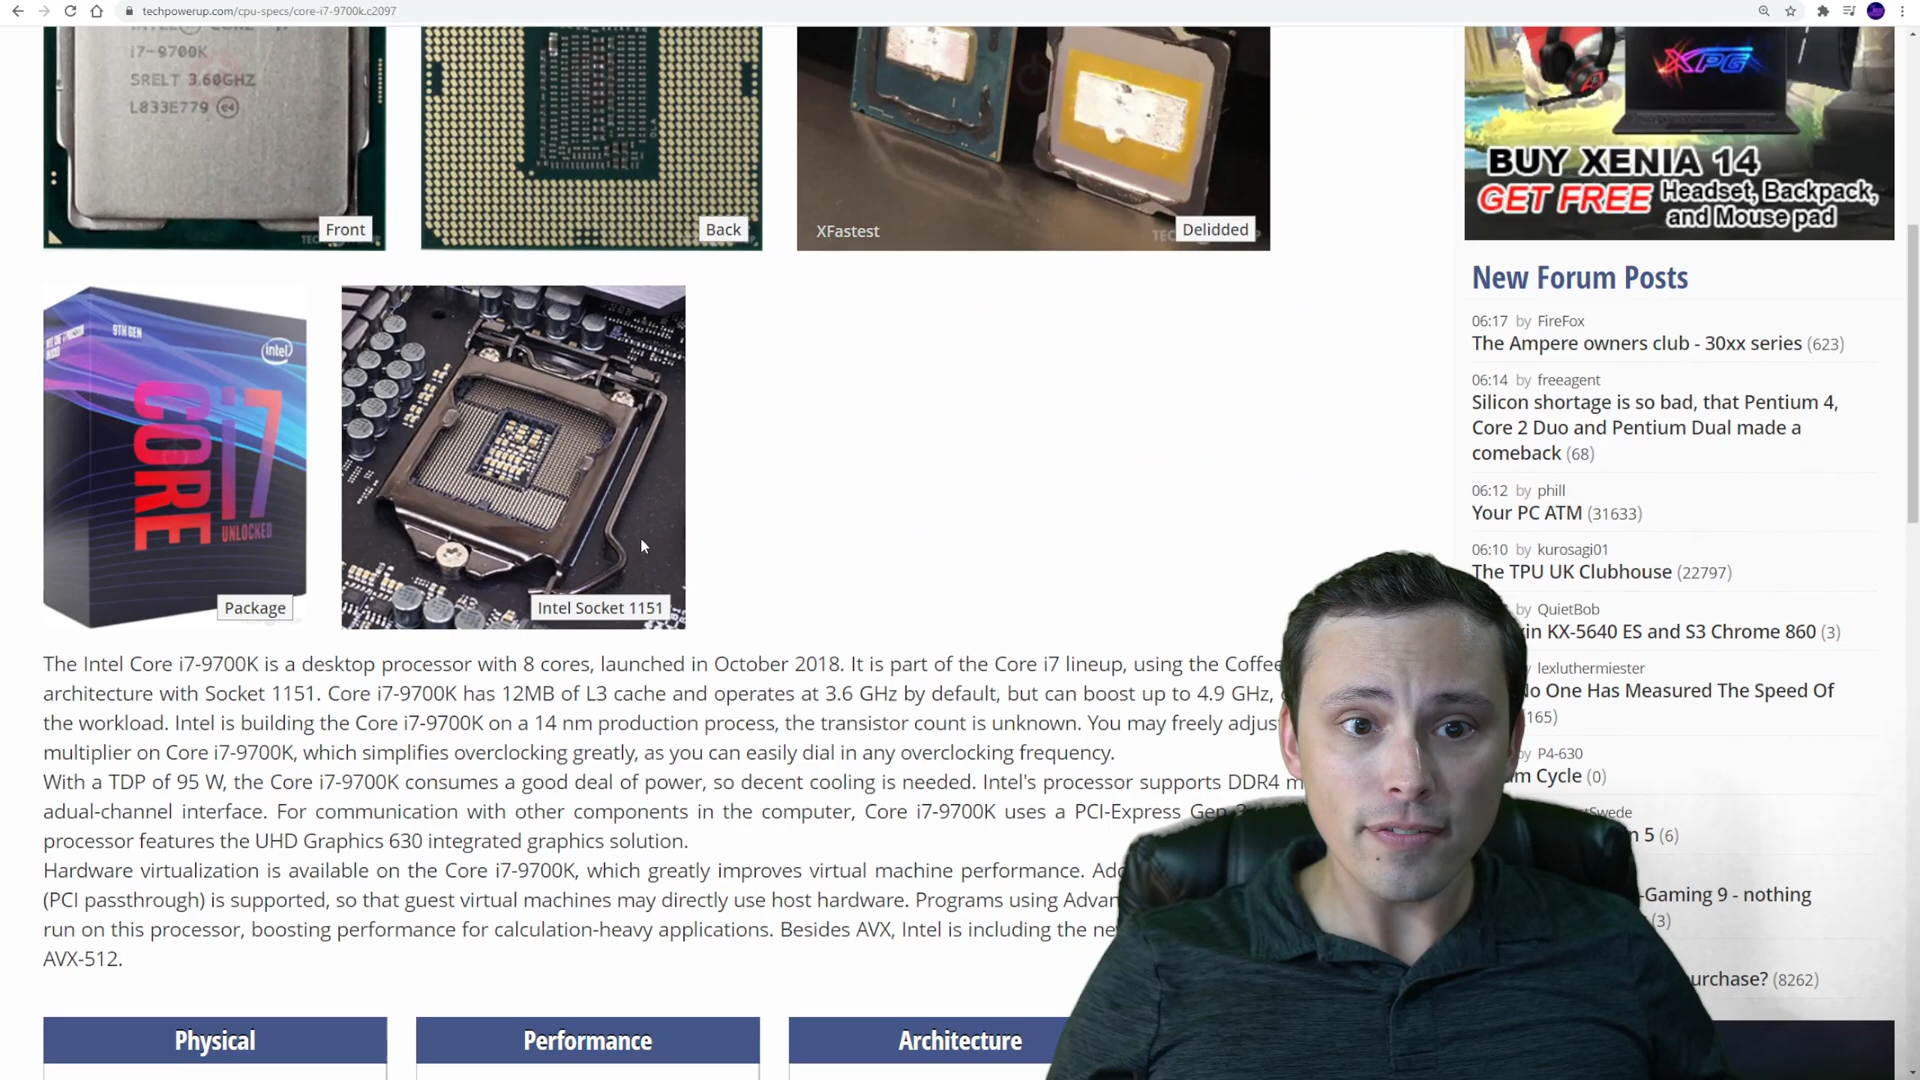 techpowerup.com/cpu-specs/core-i7-9700k.c2097
i7-9700K
SRELT 3.60GHZ
L833E779 e4
Front
Back
XFastest
Delidded
XPG
BUY XENIA 14
GET FREE Headset, Backpack,
and Mouse pad
9TH GEN
intel
CORE i7
UNLOCKED
Package
Intel Socket 1151
The Intel Core i7-9700K is a desktop processor with 8 cores, launched in October 2018. It is part of the Core i7 lineup, using the Coffee
architecture with Socket 1151. Core i7-9700K has 12MB of L3 cache and operates at 3.6 GHz by default, but can boost up to 4.9 GHz,
the workload. Intel is building the Core i7-9700K on a 14 nm production process, the transistor count is unknown. You may freely adjus
multiplier on Core i7-9700K, which simplifies overclocking greatly, as you can easily dial in any overclocking frequency.
With a TDP of 95 W, the Core i7-9700K consumes a good deal of power, so decent cooling is needed. Intel's processor supports DDR4 m
adual-channel interface. For communication with other components in the computer, Core i7-9700K uses a PCI-Express Gen
processor features the UHD Graphics 630 integrated graphics solution.
Hardware virtualization is available on the Core i7-9700K, which greatly improves virtual machine performance. Ad
(PCI passthrough) is supported, so that guest virtual machines may directly use host hardware. Programs using Advan
run on this processor, boosting performance for calculation-heavy applications. Besides AVX, Intel is including the ne
AVX-512.
Physical
Performance
Architecture
New Forum Posts
06:17 by FireFox
The Ampere owners club - 30xx series (623)
06:14 by freeagent
Silicon shortage is so bad, that Pentium 4,
Core 2 Duo and Pentium Dual made a
comeback (68)
06:12 by phill
Your PC ATM (31633)
06:10 by kurosagi01
The TPU UK Clubhouse (22797)
by QuietBob
in KX-5640 ES and S3 Chrome 860 (3)
by lexluthermiester
No One Has Measured The Speed Of
165)
by P4-630
m Cycle (0)
tSwede
n 5 (6)
-Gaming 9 - nothing
(3)
urchase? (8262)